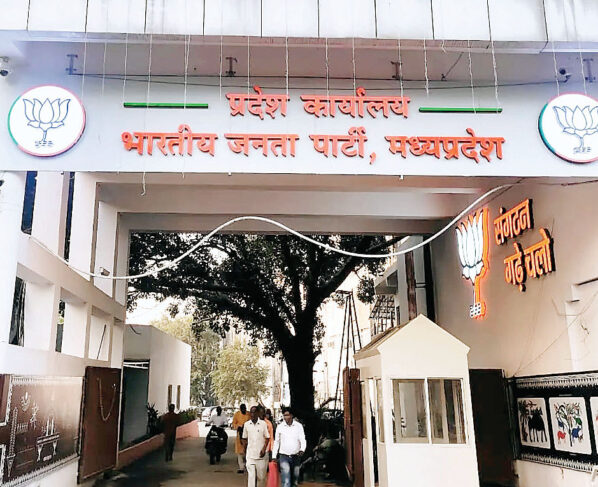 प्रदेश कार्यालय
भारतीय जनता पार्टी, मध्यप्रदेश
संगठन
गढ़े चलो